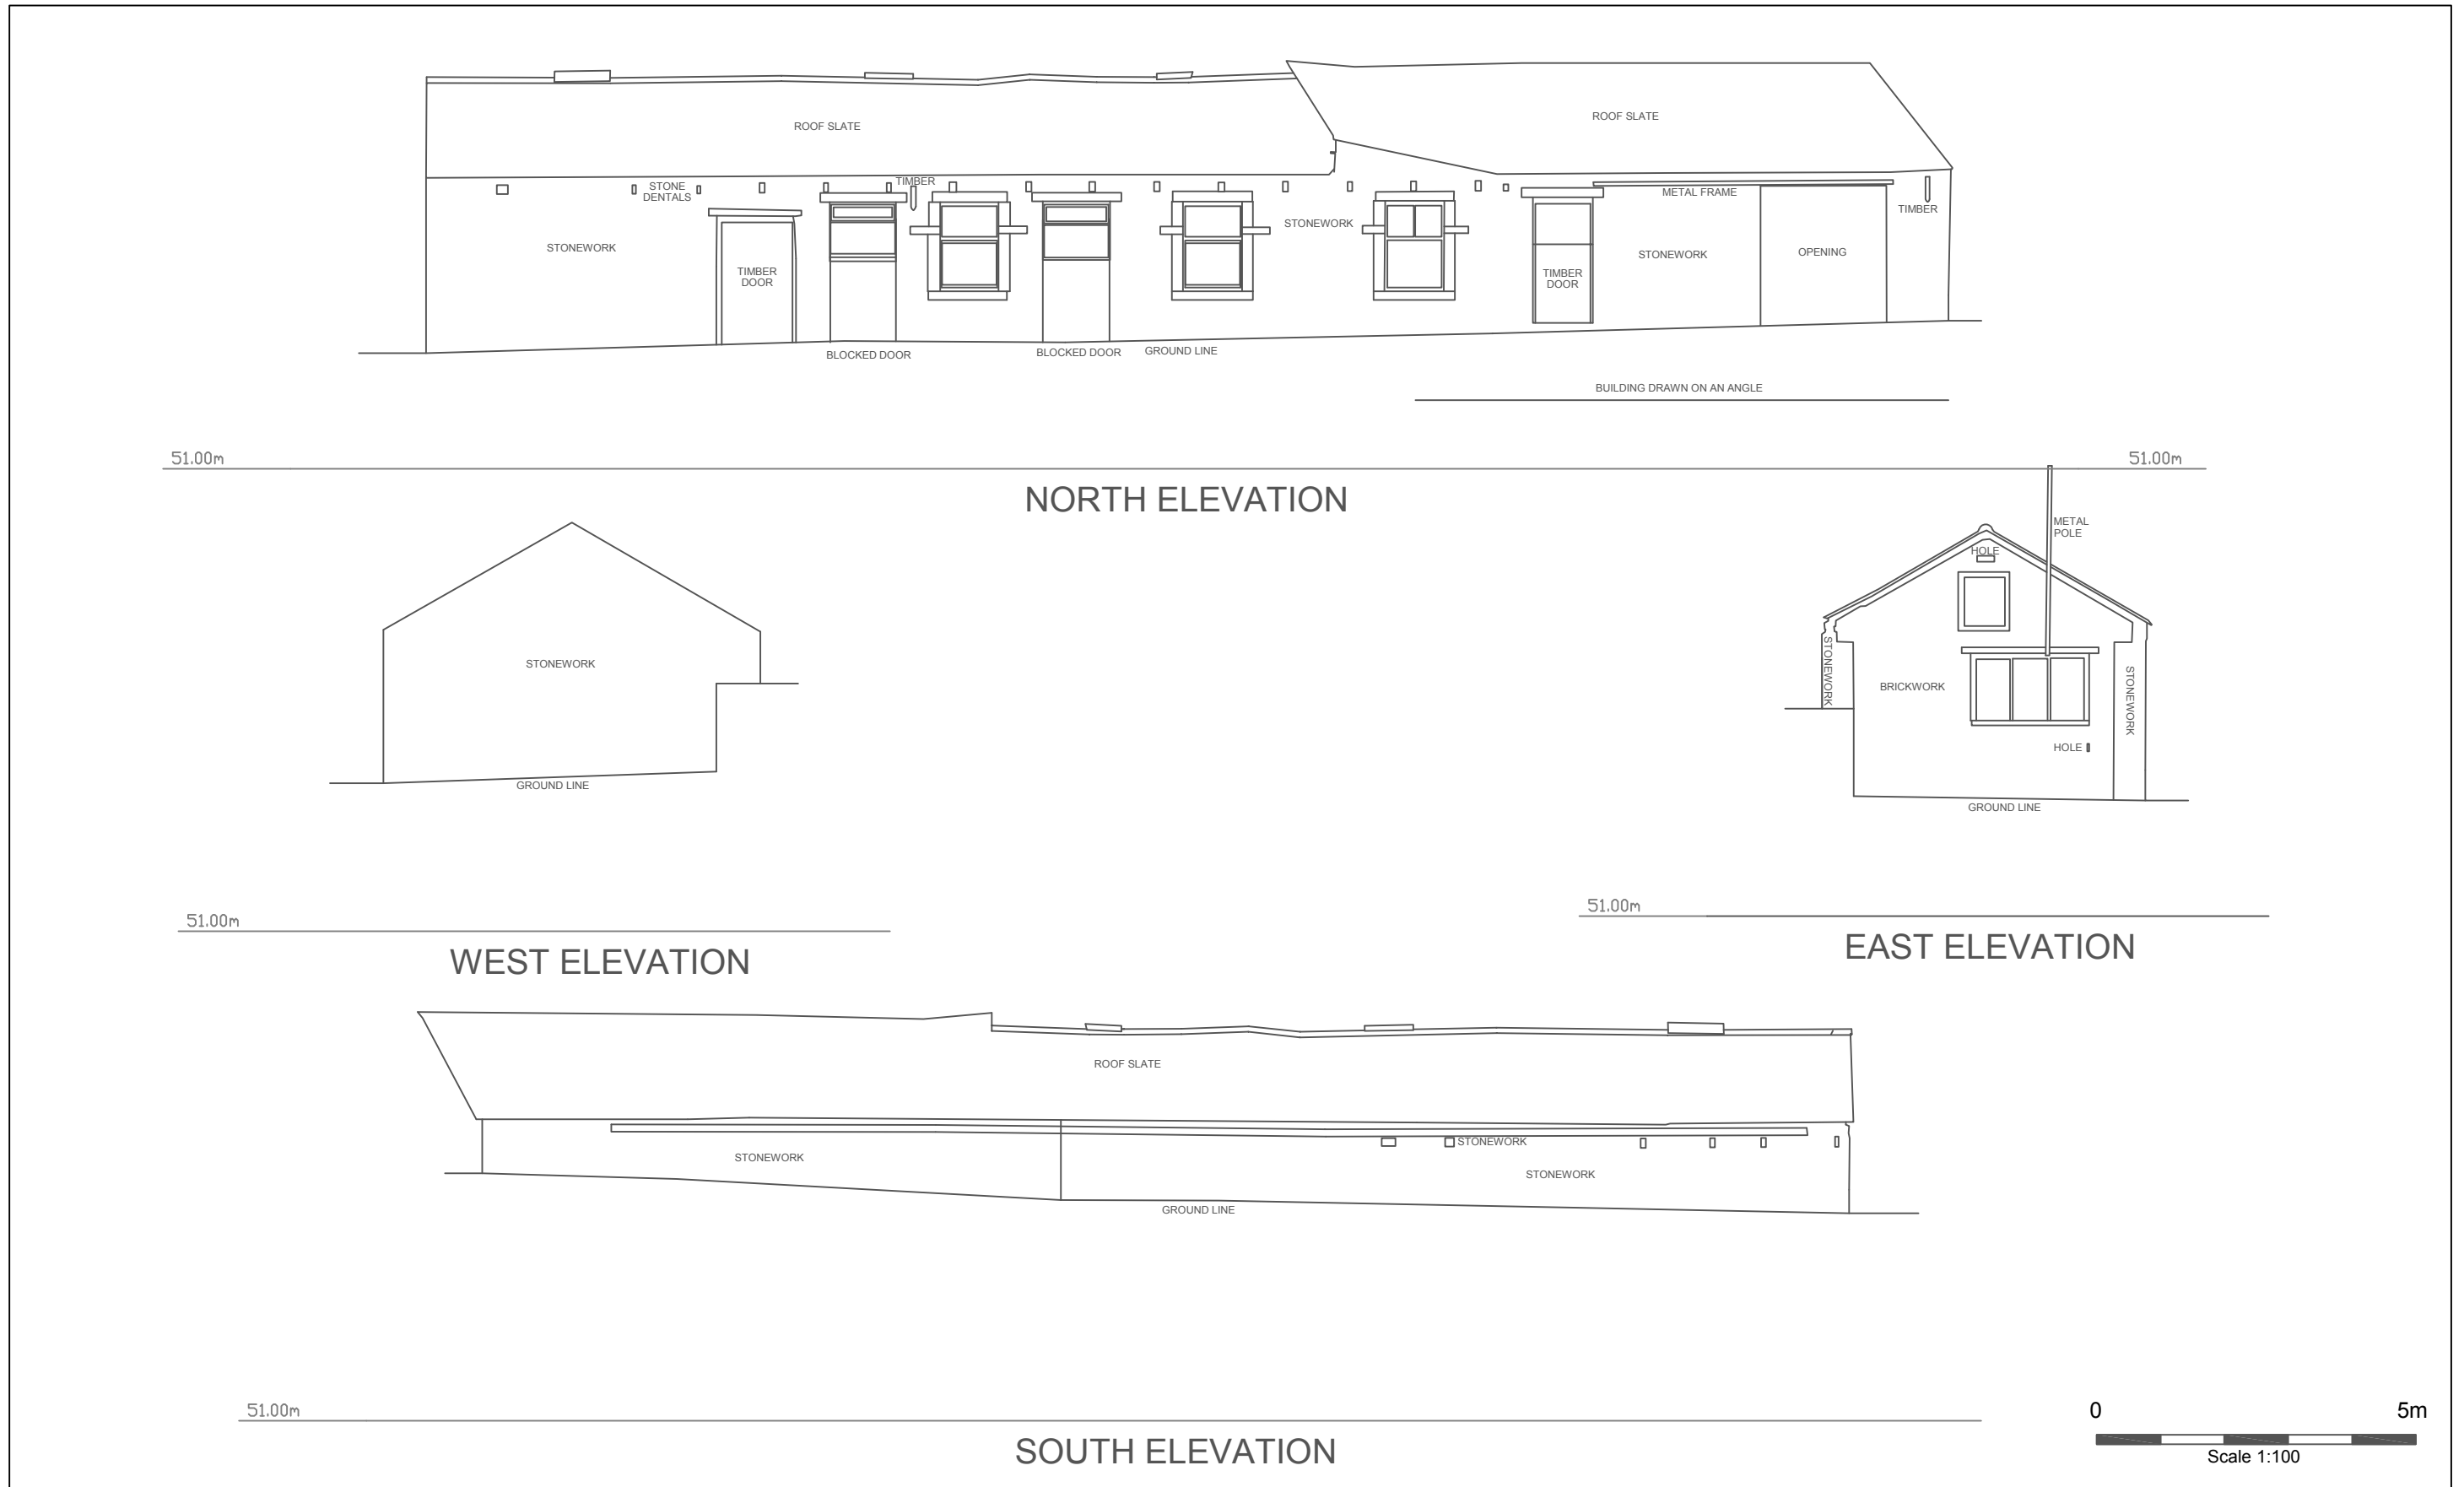 ROOF SLATE
ROOF SLATE
STONE
DENTALS
TIMBER
METAL FRAME
TIMBER
STONEWORK
STONEWORK
STONEWORK
OPENING
TIMBER
DOOR
TIMBER
DOOR
BLOCKED DOOR
BLOCKED DOOR
GROUND LINE
BUILDING DRAWN ON AN ANGLE
51.00m
51.00m
NORTH ELEVATION
STONEWORK
GROUND LINE
51.00m
WEST ELEVATION
METAL
POLE
HOLE
STONEWORK
BRICKWORK
STONEWORK
HOLE
GROUND LINE
51.00m
EAST ELEVATION
ROOF SLATE
STONEWORK
STONEWORK
STONEWORK
GROUND LINE
51.00m
SOUTH ELEVATION
0 5m
Scale 1:100